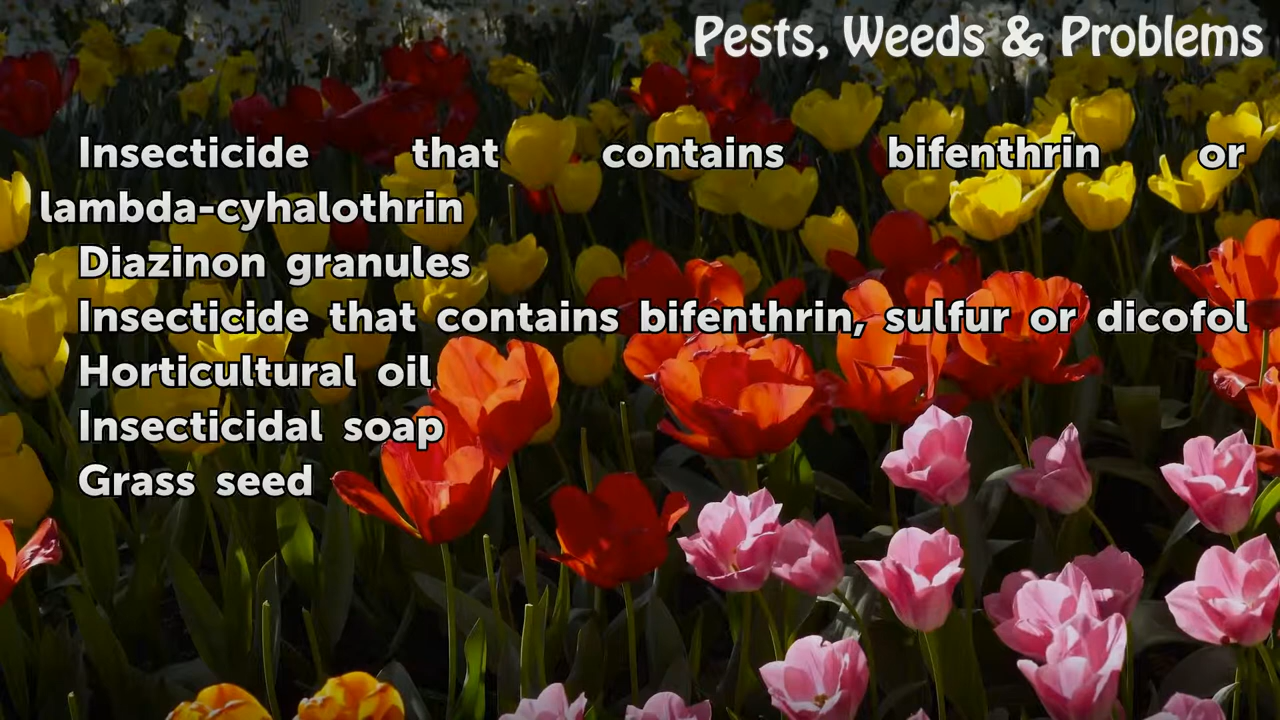 Pests, Weeds & Problems
Insecticide that contains bifenthrin or
lambda-cyhalothrin
Diazinon granules
Insecticide that contains bifenthrin, sulfur or dicofol
Horticultural oil
Insecticidal soap
Grass seed